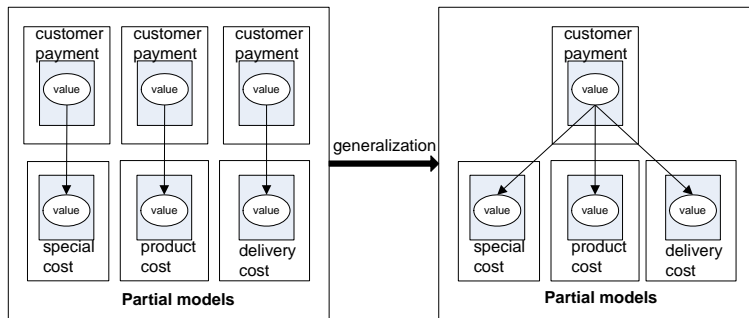 customer payment
customer payment
customer payment
value
value
value
value
value
value
special cost
product cost
delivery cost
Partial models
generalization
customer payment
value
value
value
value
special cost
product cost
delivery cost
Partial models